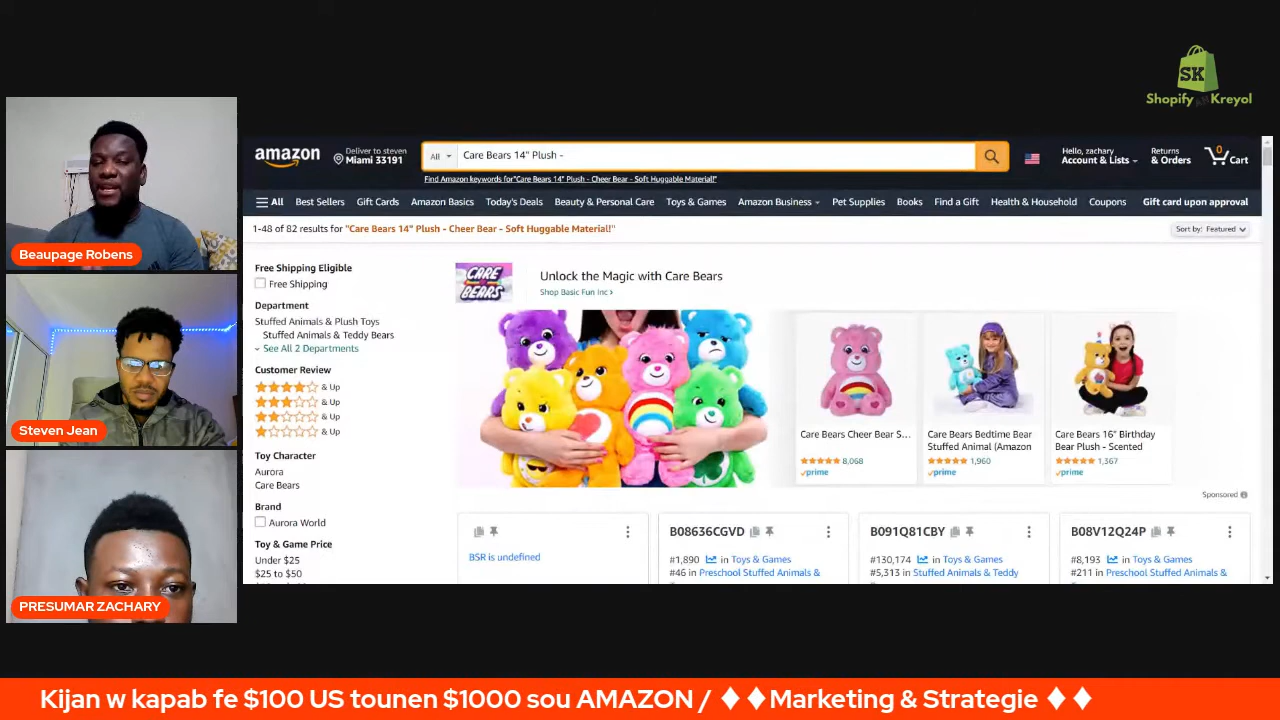 SK
Shopify AN Kreyol
Beaupage Robens
Steven Jean
PRESUMAR ZACHARY
amazon
Deliver to steven
Miami 33191
All
Care Bears 14" Plush -
Hello, zachary
Account & Lists
Returns
& Orders
0
Cart
Find Amazon keywords for"Care Bears 14" Plush - Cheer Bear - Soft Huggable Material!"
All
Best Sellers
Gift Cards
Amazon Basics
Today's Deals
Beauty & Personal Care
Toys & Games
Amazon Business
Pet Supplies
Books
Find a Gift
Health & Household
Coupons
Gift card upon approval
1-48 of 82 results for "Care Bears 14" Plush - Cheer Bear - Soft Huggable Material!"
Sort by: Featured
Free Shipping Eligible
Free Shipping
Department
Stuffed Animals & Plush Toys
Stuffed Animals & Teddy Bears
See All 2 Departments
Customer Review
& Up
& Up
& Up
& Up
Toy Character
Aurora
Care Bears
Brand
Aurora World
Toy & Game Price
Under $25
$25 to $50
CARE BEARS
Unlock the Magic with Care Bears
Shop Basic Fun Inc ›
Care Bears Cheer Bear S…
8,068
prime
Care Bears Bedtime Bear
Stuffed Animal (Amazon
1,960
prime
Care Bears 16" Birthday
Bear Plush - Scented
1,367
prime
Sponsored
BSR is undefined
B08636CGVD
#1,890 in Toys & Games
#46 in Preschool Stuffed Animals &
B091Q81CBY
#130,174 in Toys & Games
#5,313 in Stuffed Animals & Teddy
B08V12Q24P
#8,193 in Toys & Games
#211 in Preschool Stuffed Animals &
Kijan w kapab fe $100 US tounen $1000 sou AMAZON / ♦♦Marketing & Strategie ♦♦